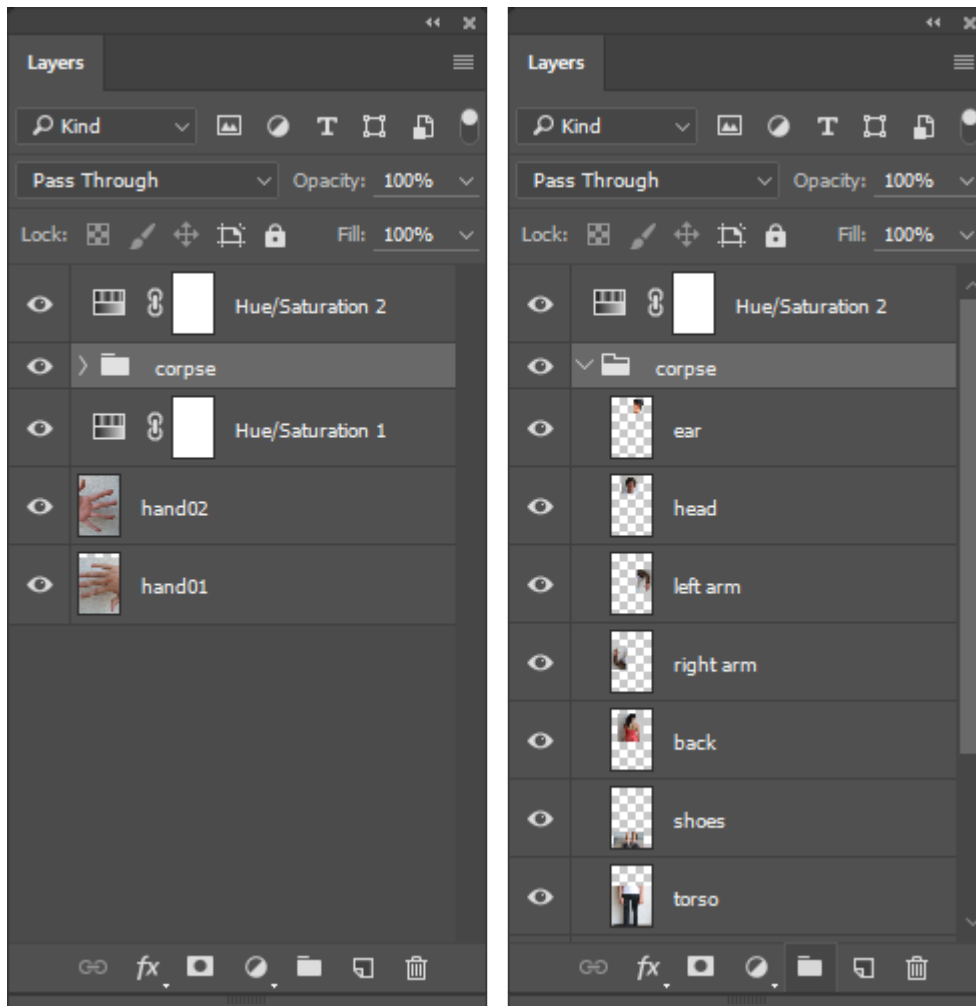 Layers
Kind
T
Pass Through Opacity: 100%
Lock: Fill: 100%
Hue/Saturation 2
corpse
Hue/Saturation 1
hand02
hand01
fx
Layers
Kind
T
Pass Through Opacity: 100%
Lock: Fill: 100%
Hue/Saturation 2
corpse
ear
head
left arm
right arm
back
shoes
torso
fx